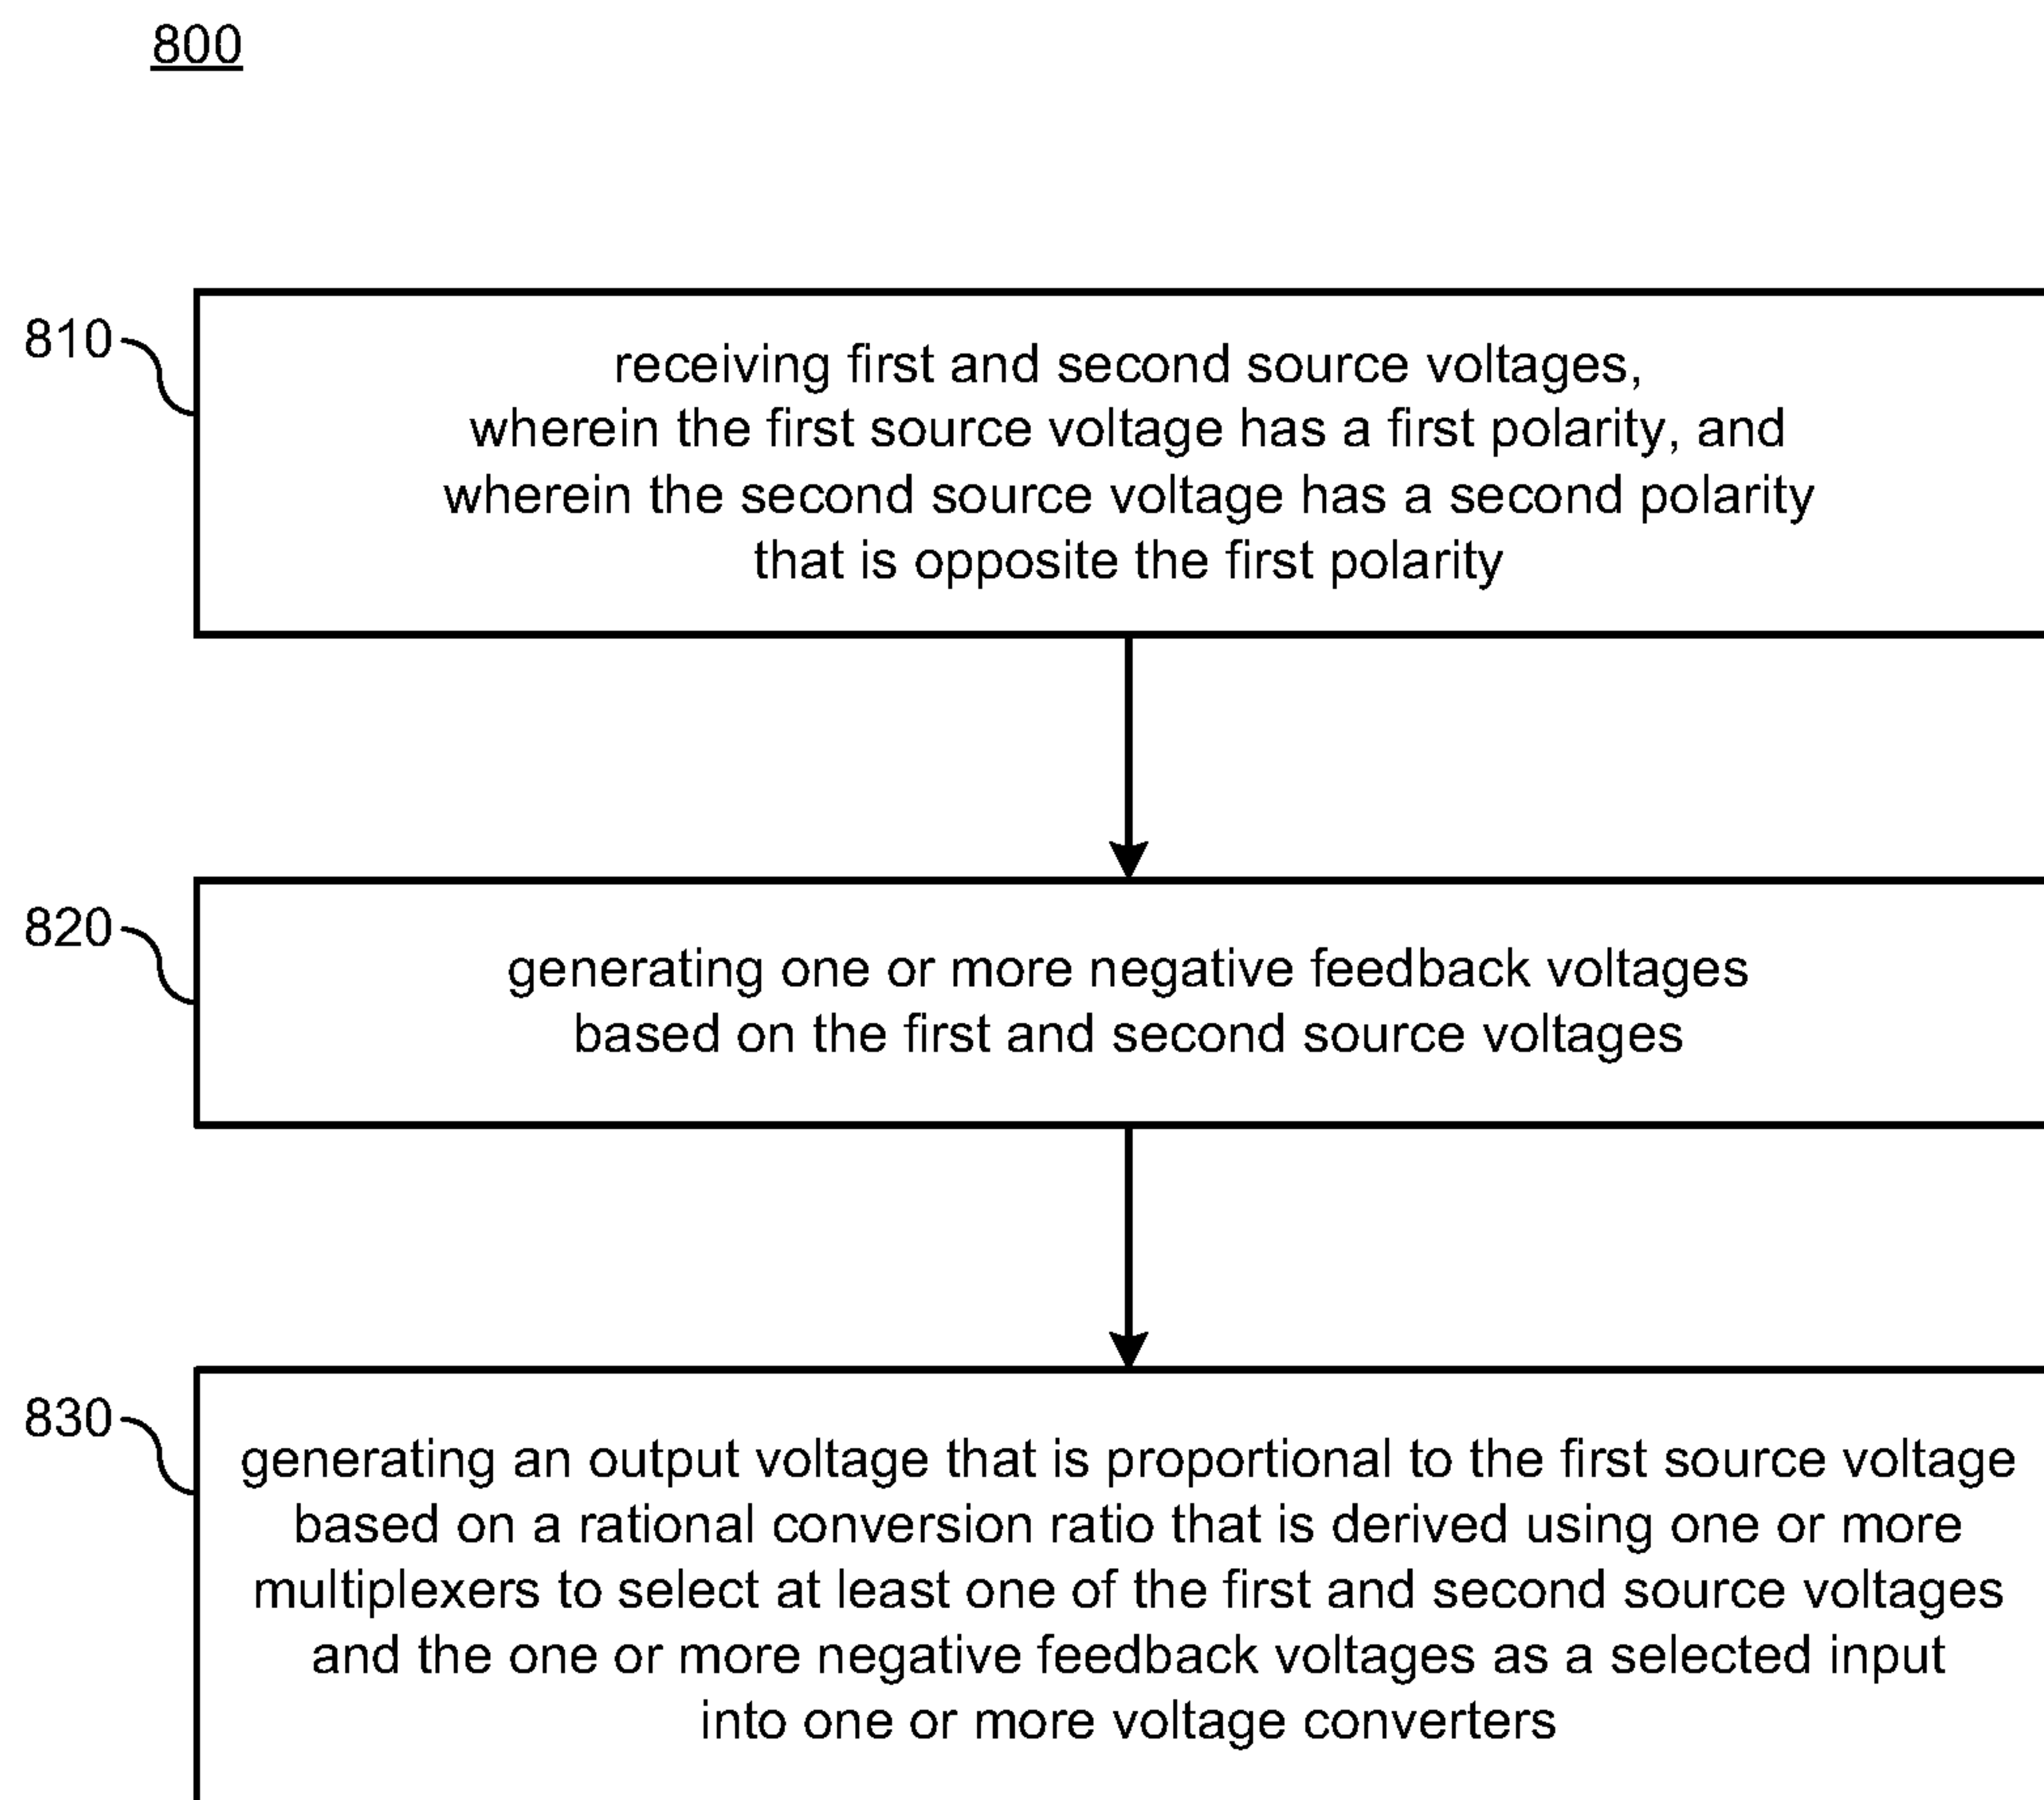 800
810
receiving first and second source voltages,
wherein the first source voltage has a first polarity, and
wherein the second source voltage has a second polarity
that is opposite the first polarity
820
generating one or more negative feedback voltages
based on the first and second source voltages
830
generating an output voltage that is proportional to the first source voltage
based on a rational conversion ratio that is derived using one or more
multiplexers to select at least one of the first and second source voltages
and the one or more negative feedback voltages as a selected input
into one or more voltage converters